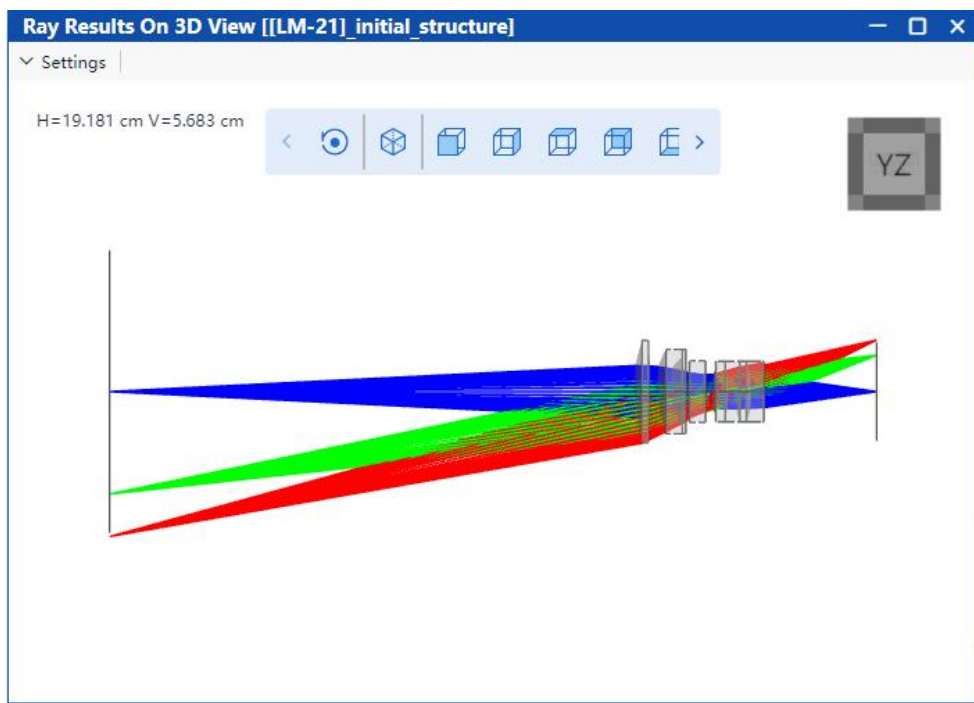 Ray Results On 3D View [[LM-21]_initial_structure]
Settings
H=19.181 cm V=5.683 cm
YZ